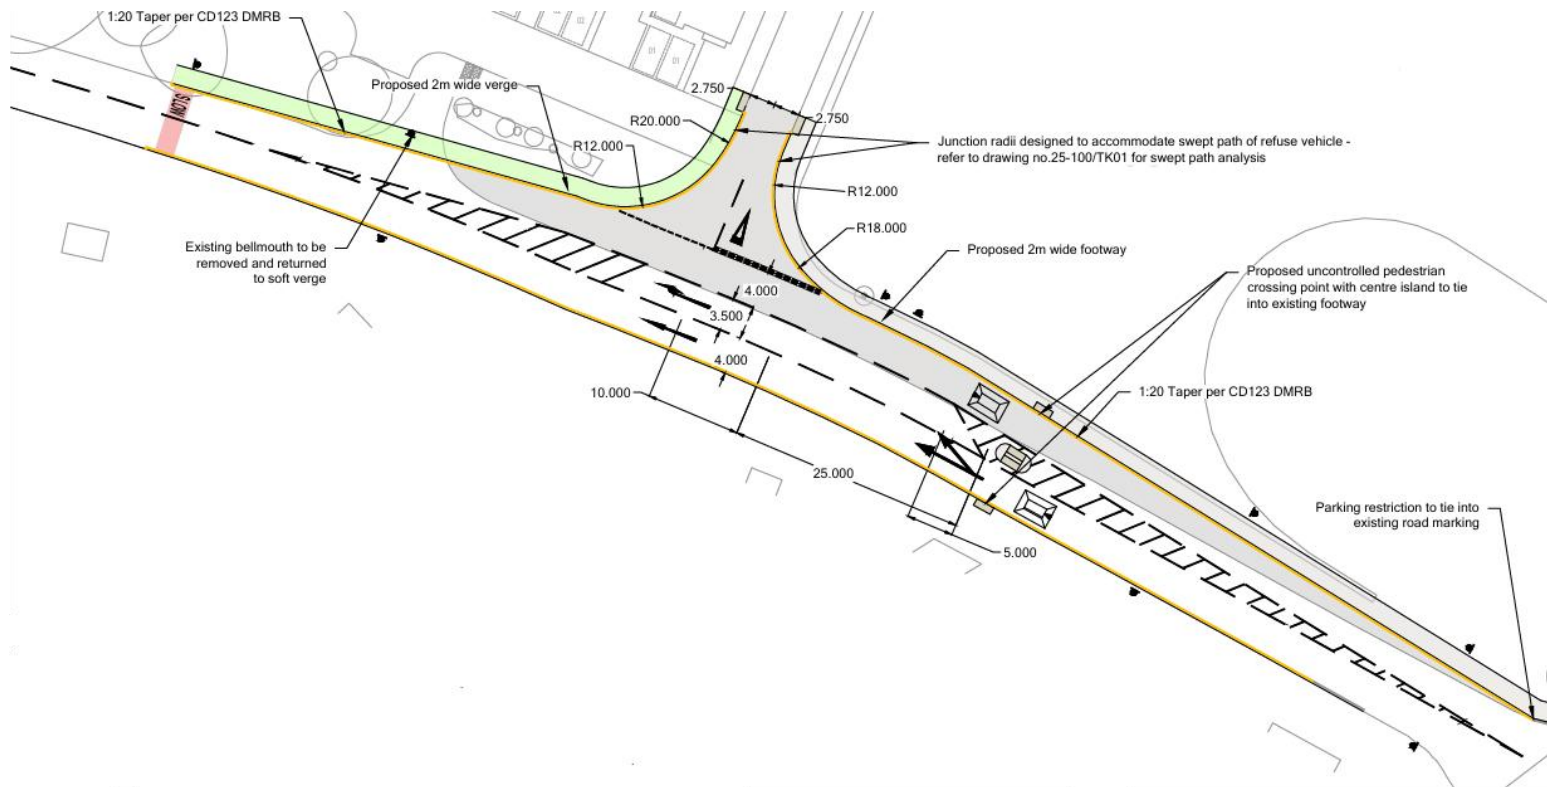 1:20 Taper per CD123 DMRB
SLOW
Proposed 2m wide verge
2.750
2.750
R20.000
R12.000
Junction radii designed to accommodate swept path of refuse vehicle -
refer to drawing no.25-100/TK01 for swept path analysis
R12.000
R18.000
Existing bellmouth to be
removed and returned
to soft verge
Proposed 2m wide footway
Proposed uncontrolled pedestrian
crossing point with centre island to tie
into existing footway
4.000
3.500
4.000
10.000
1:20 Taper per CD123 DMRB
25.000
Parking restriction to tie into
existing road marking
5.000